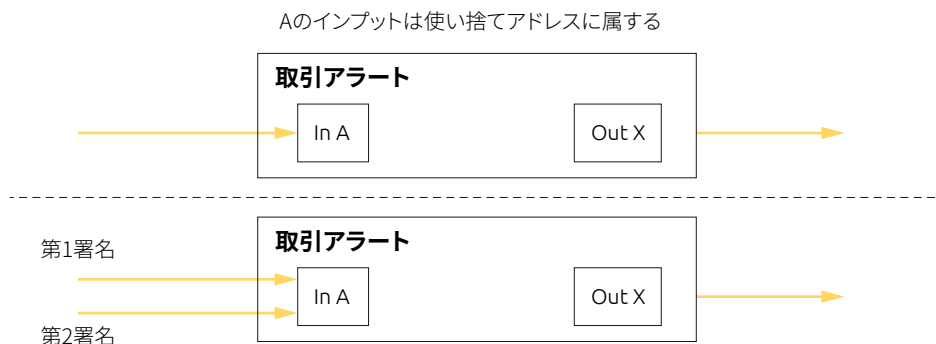 Aのインプットは使い捨てアドレスに属する
取引アラート
In A
Out X
取引アラート
第1署名
In A
Out X
第2署名